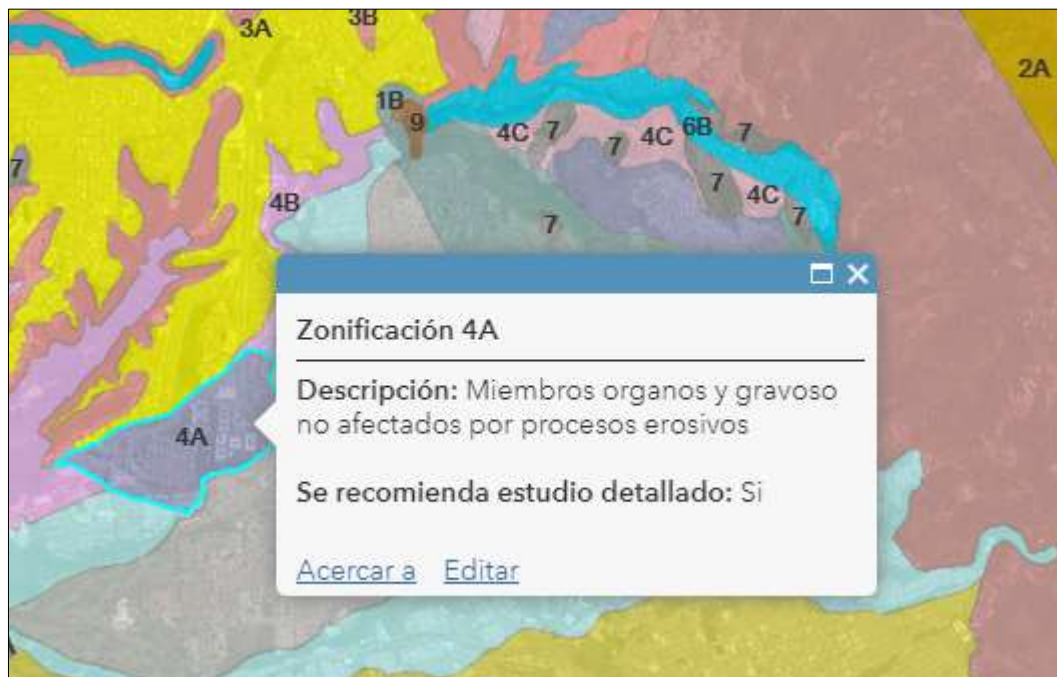 3A
3B
2A
1B
9
4C
7
7
4C
6B
7
7
4C
7
7
4B
7
4A
Zonificación 4A
Descripción: Miembros organos y gravoso
no afectados por procesos erosivos
Se recomienda estudio detallado: Si
Acercar a Editar